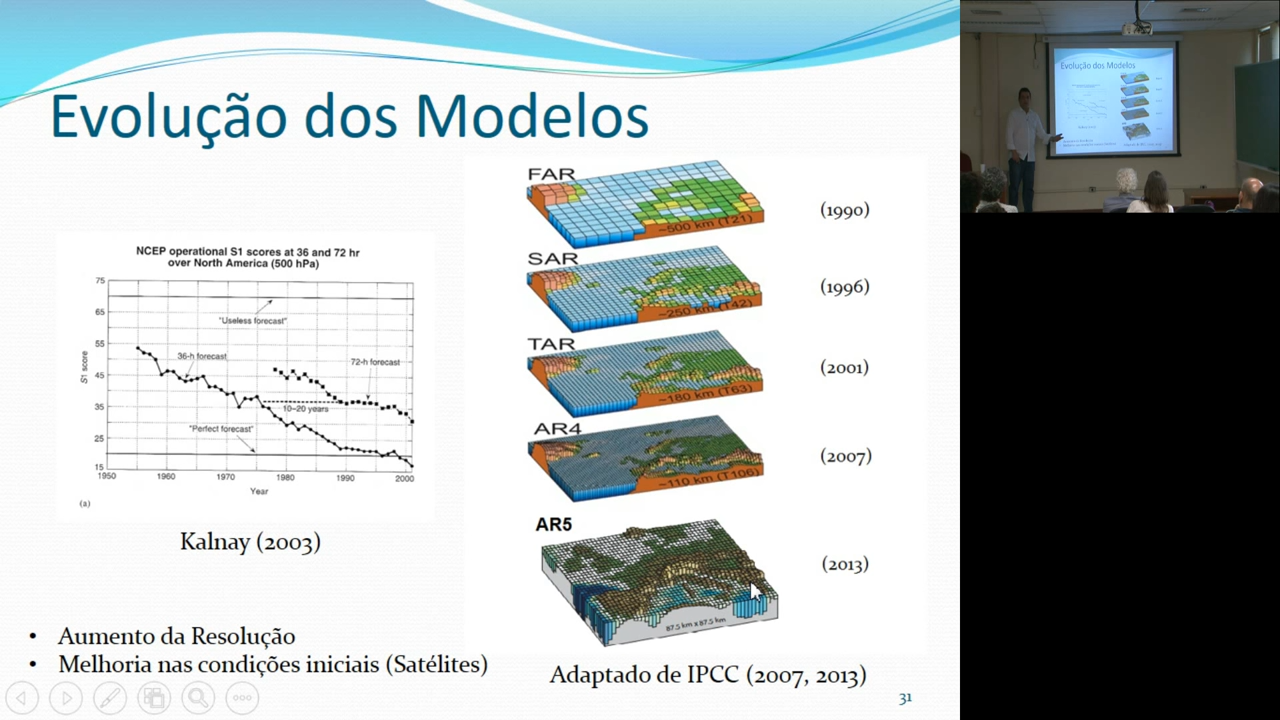 Evolução dos Modelos
NCEP operational S1 scores at 36 and 72 hr
over North America (500 hPa)
75
65
55
45
35
25
15
S1 score
"Useless forecast"
36-h forecast
72-h forecast
10–20 years
"Perfect forecast"
1950
1960
1970
1980
1990
2000
Year
(a)
Kalnay (2003)
FAR
~500 km (T21)
(1990)
SAR
~250 km (T42)
(1996)
TAR
~180 km (T63)
(2001)
AR4
~110 km (T106)
(2007)
AR5
87.5 km x 87.5 km
(2013)
• Aumento da Resolução
• Melhoria nas condições iniciais (Satélites)
Adaptado de IPCC (2007, 2013)
31
Evolução dos Modelos